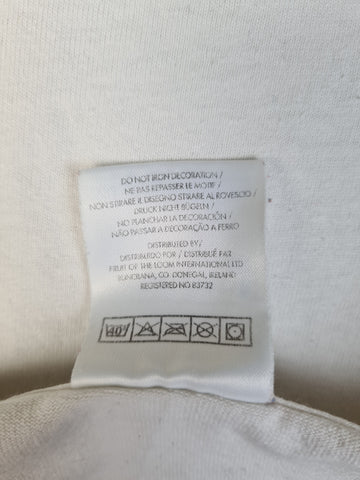 DO NOT IRON DECORATION/
NE PAS REPASSER LE MOTIF/
NON STIRARE IL DISEGNO STIRARE AL ROVESCIO/
DRUCK NICHT BÜGELN/
NO PLANCHAR LA DECORACIÓN/
NÃO PASSAR A DECORAÇÃO A FERRO
DISTRIBUTED BY/
DISTRIBUIDO POR / DISTRIBUÉ PAR
FRUIT OF THE LOOM INTERNATIONAL LTD
BUNCRANA, CO. DONEGAL, IRELAND
REGISTERED NO 83732
40°